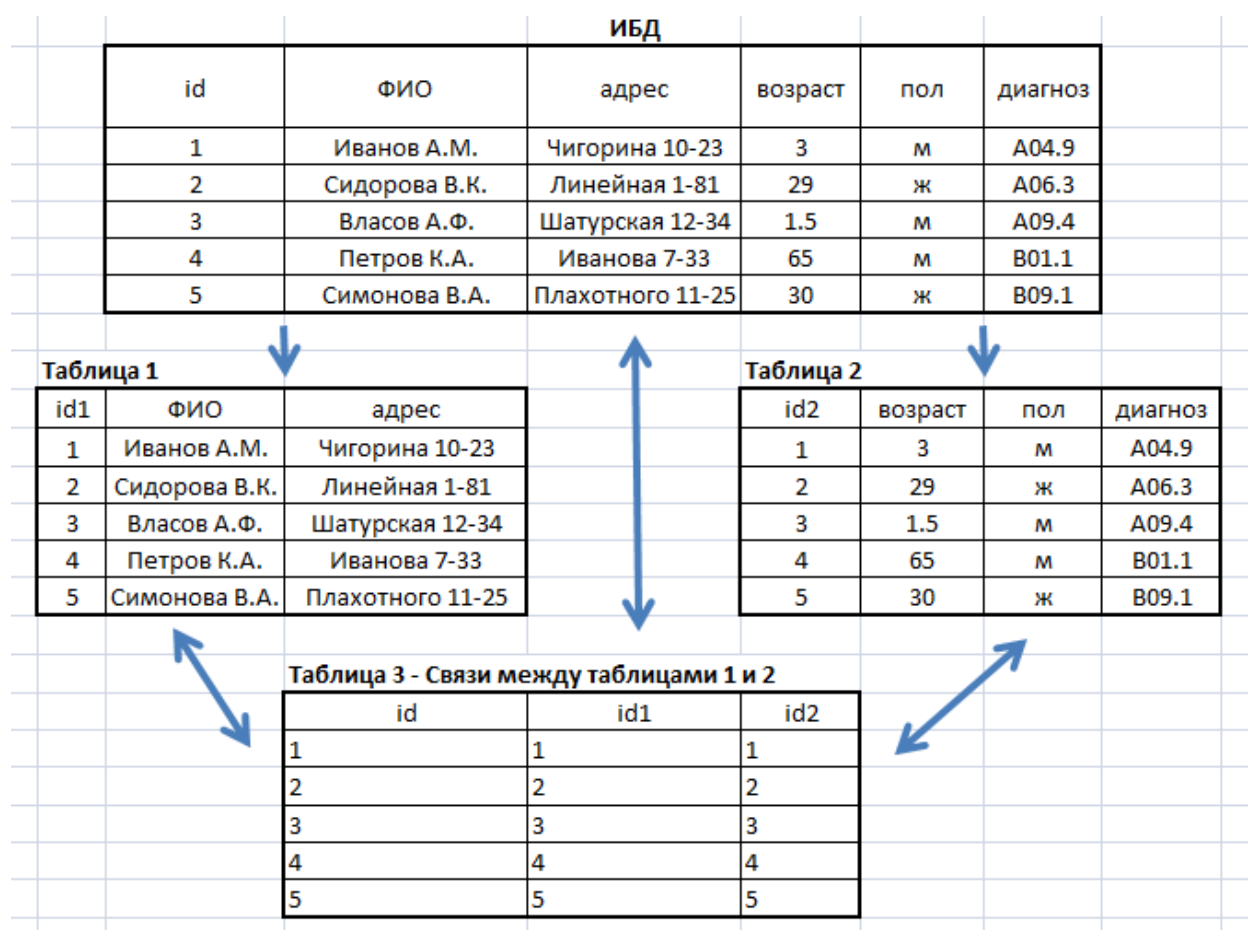 ИБД
id ФИО адрес возраст пол диагноз
1 Иванов А.М. Чигорина 10-23 3 м A04.9
2 Сидорова В.К. Линейная 1-81 29 ж A06.3
3 Власов А.Ф. Шатурская 12-34 1.5 м A09.4
4 Петров К.А. Иванова 7-33 65 м B01.1
5 Симонова В.А. Плахотного 11-25 30 ж B09.1
Таблица 1
id1 ФИО адрес
1 Иванов А.М. Чигорина 10-23
2 Сидорова В.К. Линейная 1-81
3 Власов А.Ф. Шатурская 12-34
4 Петров К.А. Иванова 7-33
5 Симонова В.А. Плахотного 11-25
Таблица 2
id2 возраст пол диагноз
1 3 м A04.9
2 29 ж A06.3
3 1.5 м A09.4
4 65 м B01.1
5 30 ж B09.1
Таблица 3 - Связи между таблицами 1 и 2
id id1 id2
1 1 1
2 2 2
3 3 3
4 4 4
5 5 5